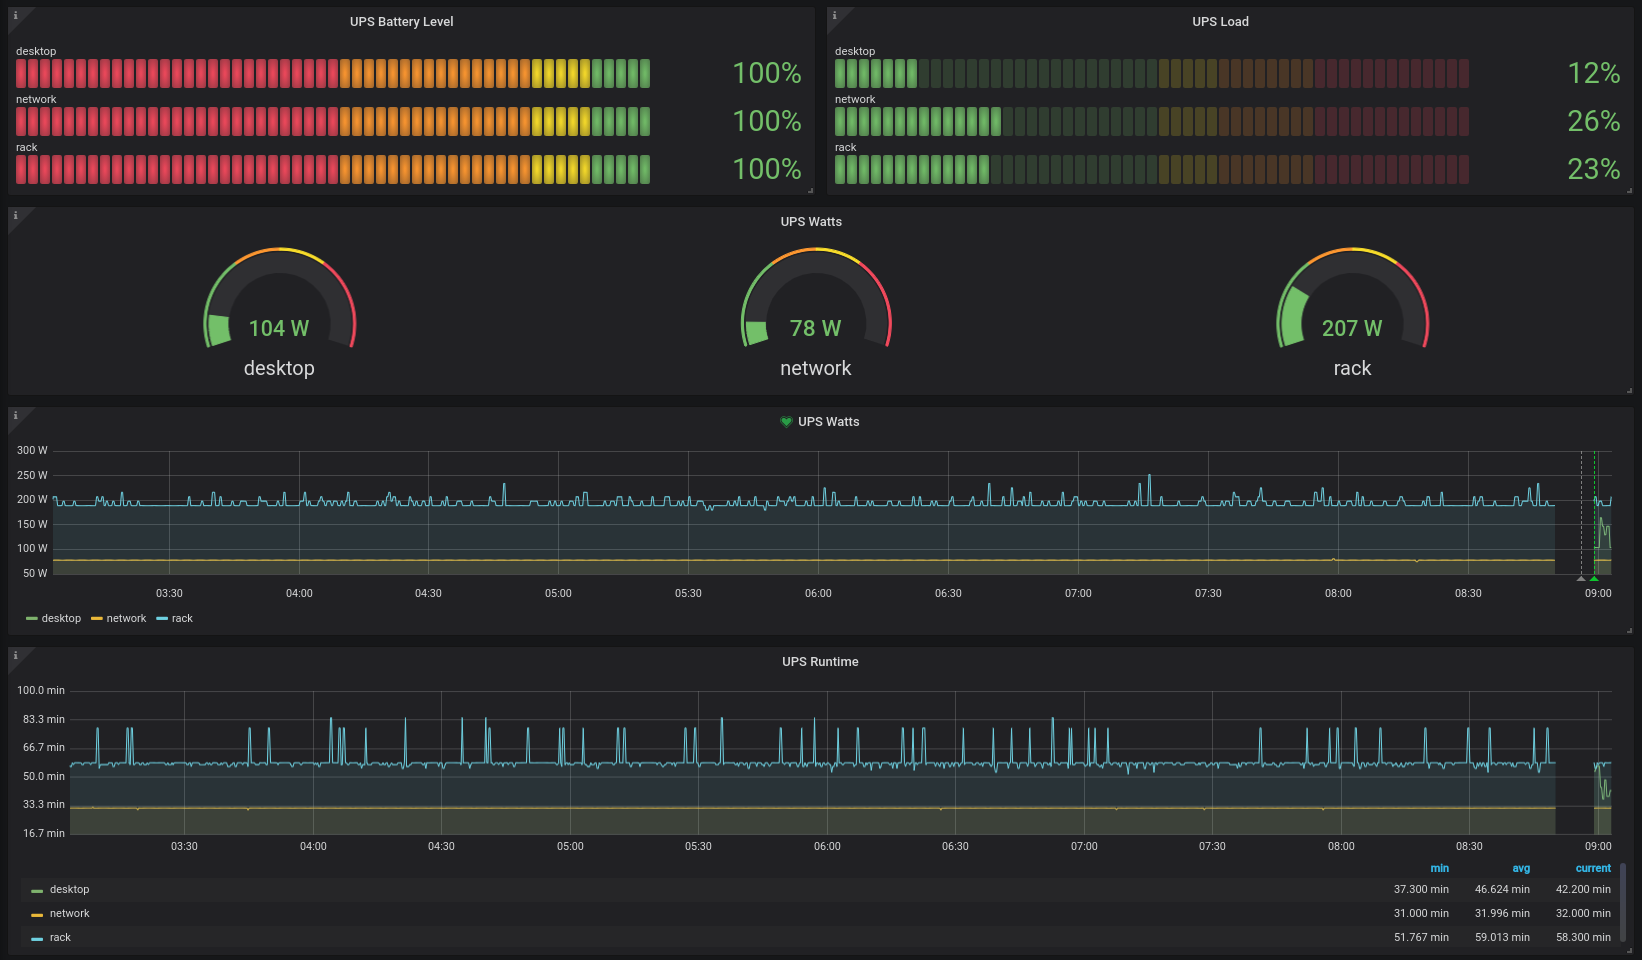 UPS Battery Level
desktop
100%
network
100%
rack
100%
UPS Load
desktop
12%
network
26%
rack
23%
UPS Watts
104 W
desktop
78 W
network
207 W
rack
UPS Watts
300 W
250 W
200 W
150 W
100 W
50 W
03:30 04:00 04:30 05:00 05:30 06:00 06:30 07:00 07:30 08:00 08:30 09:00
desktop network rack
UPS Runtime
100.0 min
83.3 min
66.7 min
50.0 min
33.3 min
16.7 min
03:30 04:00 04:30 05:00 05:30 06:00 06:30 07:00 07:30 08:00 08:30 09:00
min avg current
desktop 37.300 min 46.624 min 42.200 min
network 31.000 min 31.996 min 32.000 min
rack 51.767 min 59.013 min 58.300 min